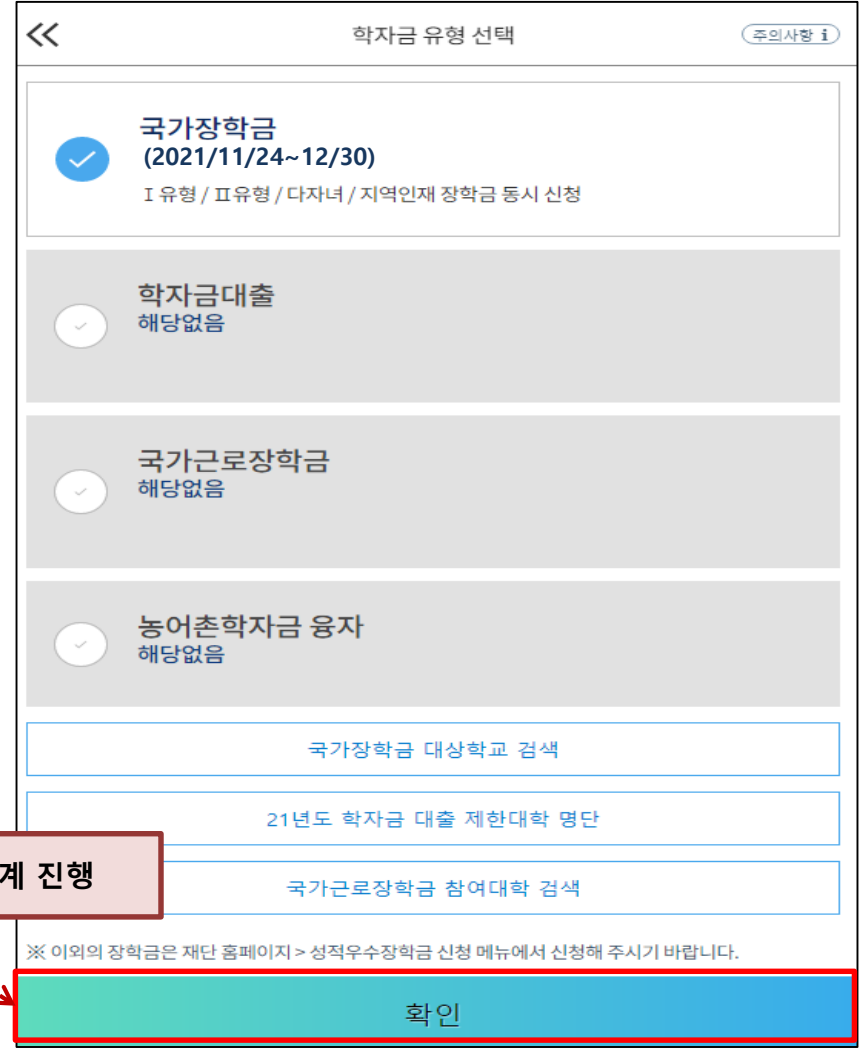 학자금 유형 선택
주의사항 i
국가장학금
(2021/11/24~12/30)
I 유형 / II유형 / 다자녀 / 지역인재 장학금 동시 신청
학자금대출
해당없음
국가근로장학금
해당없음
농어촌학자금 융자
해당없음
국가장학금 대상학교 검색
21년도 학자금 대출 제한대학 명단
계 진행
국가근로장학금 참여대학 검색
※ 이외의 장학금은 재단 홈페이지 > 성적우수장학금 신청 메뉴에서 신청해 주시기 바랍니다.
확인